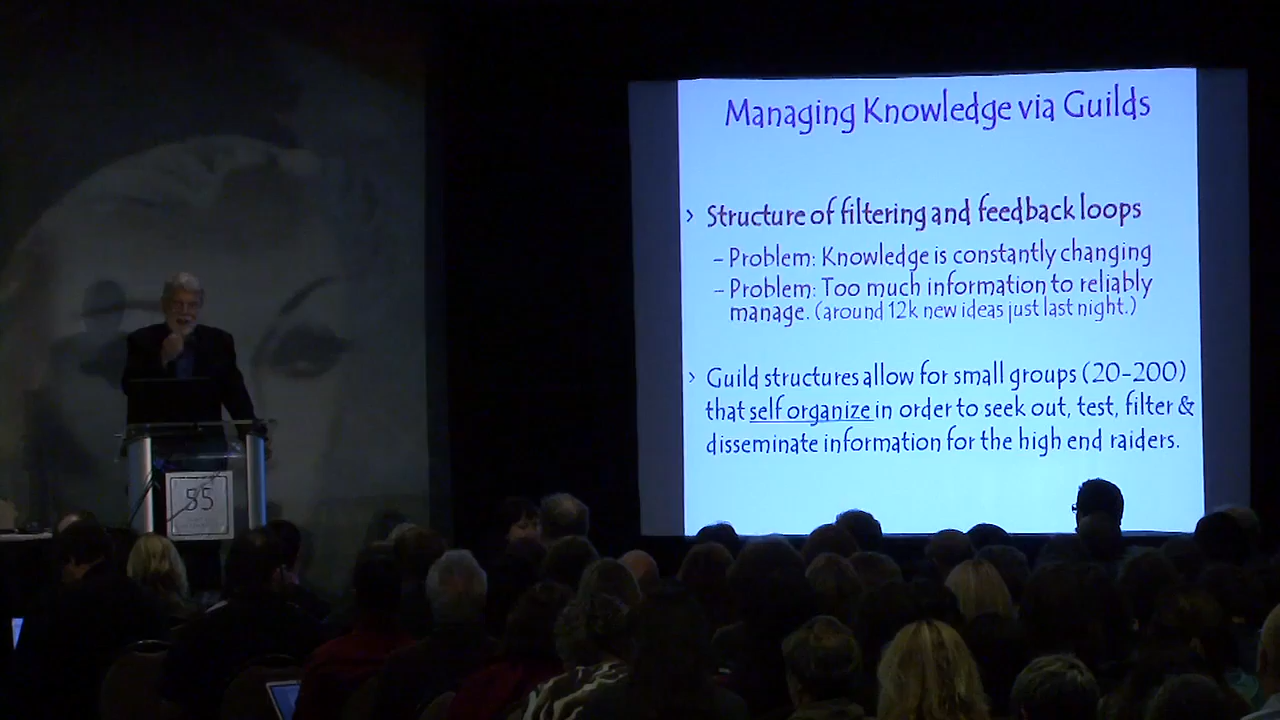 Managing Knowledge via Guilds
› Structure of filtering and feedback loops
– Problem: Knowledge is constantly changing
– Problem: Too much information to reliably
manage. (around 12k new ideas just last night.)
› Guild structures allow for small groups (20-200)
that self organize in order to seek out, test, filter &
disseminate information for the high end raiders.
55